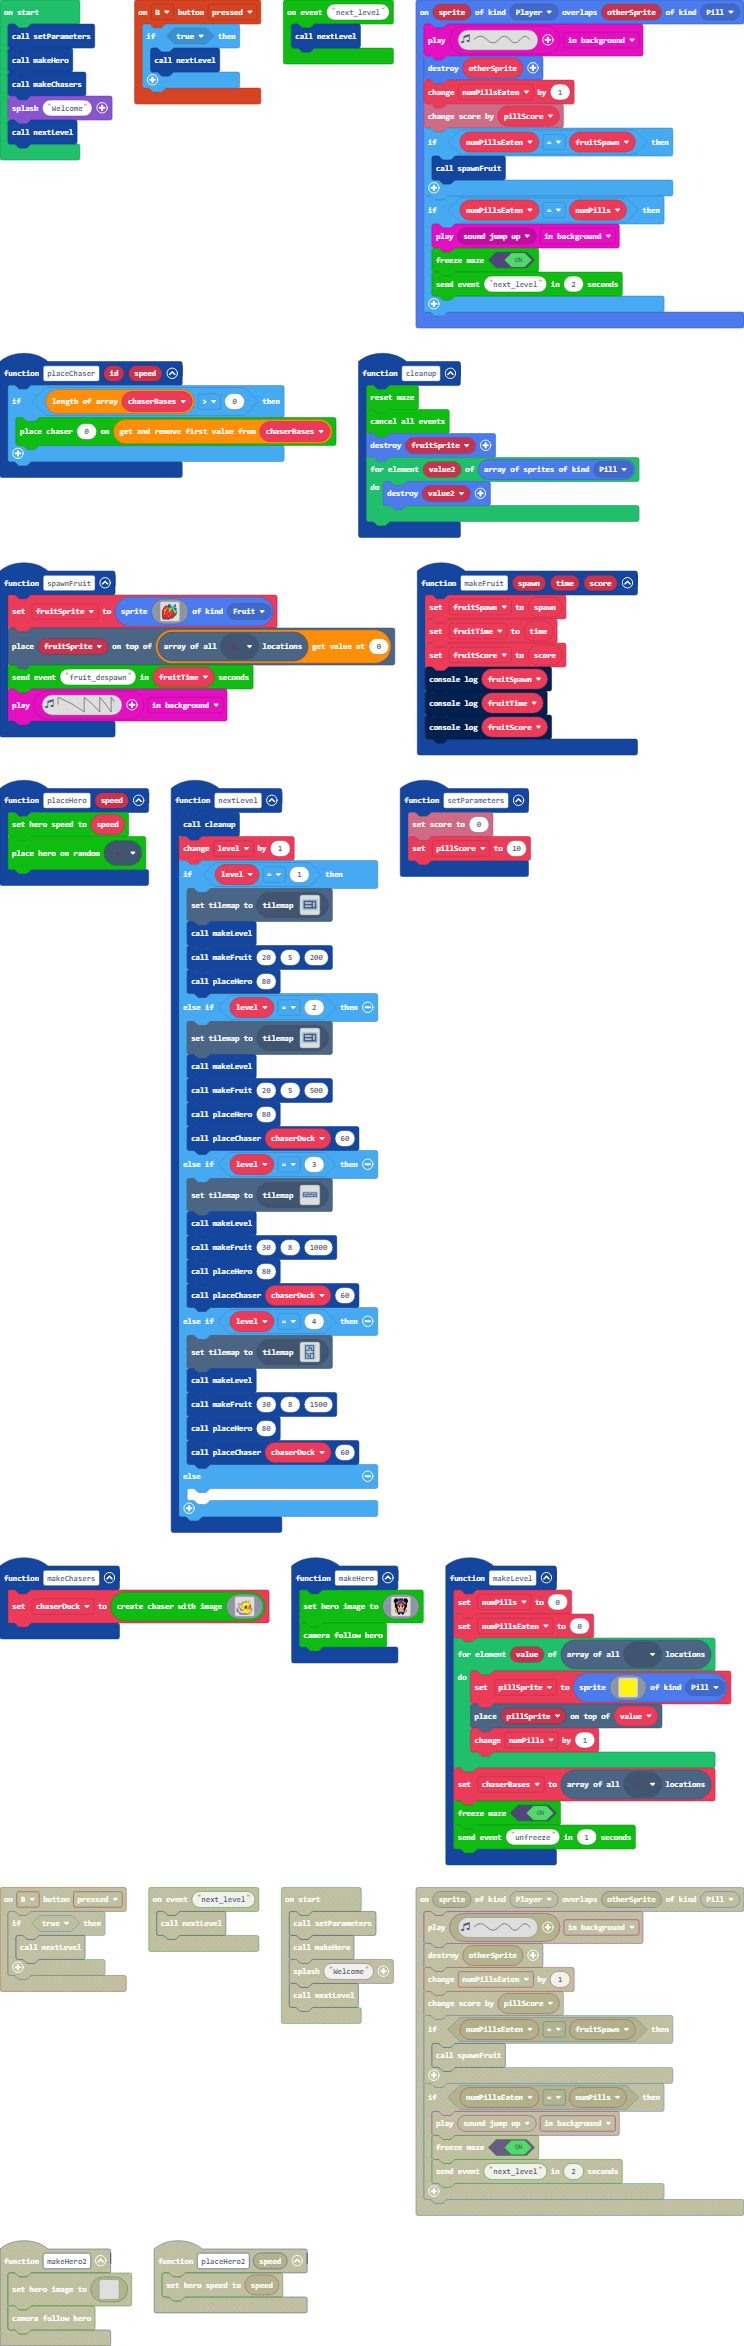 on start
call setParameters
call makeHero
call makeChasers
splash "Welcome"
call nextLevel
on B button pressed
if true then
call nextLevel
on event "next_level"
call nextLevel
on sprite of kind Player overlaps otherSprite of kind Pill
play in background
destroy otherSprite
change numPillsEaten by 1
change score by pillScore
if numPillsEaten = fruitSpawn then
call spawnFruit
if numPillsEaten = numPills then
play sound jump up in background
freeze maze ON
send event "next_level" in 2 seconds
function placeChaser id speed
if length of array chaserBases > 0 then
place chaser 0 on get and remove first value from chaserBases
function cleanup
reset maze
cancel all events
destroy fruitSprite
for element value2 of array of sprites of kind Pill
do destroy value2
function spawnFruit
set fruitSprite to sprite of kind Fruit
place fruitSprite on top of array of all locations get value at 0
send event "fruit_despawn" in fruitTime seconds
play in background
function makeFruit spawn time score
set fruitSpawn to spawn
set fruitTime to time
set fruitScore to score
console log fruitSpawn
console log fruitTime
console log fruitScore
function placeHero speed
set hero speed to speed
place hero on random
function nextLevel
call cleanup
change level by 1
if level = 1 then
set tilemap to tilemap
call makeLevel
call makeFruit 20 5 200
call placeHero 80
else if level = 2 then
set tilemap to tilemap
call makeLevel
call makeFruit 20 5 500
call placeHero 80
call placeChaser chaserDuck 60
else if level = 3 then
set tilemap to tilemap
call makeLevel
call makeFruit 30 8 1000
call placeHero 80
call placeChaser chaserDuck 60
else if level = 4 then
set tilemap to tilemap
call makeLevel
call makeFruit 30 8 1500
call placeHero 80
call placeChaser chaserDuck 60
else
function setParameters
set score to 0
set pillScore to 10
function makeChasers
set chaserDuck to create chaser with image
function makeHero
set hero image to
camera follow hero
function makeLevel
set numPills to 0
set numPillsEaten to 0
for element value of array of all locations
do set pillSprite to sprite of kind Pill
place pillSprite on top of value
change numPills by 1
set chaserBases to array of all locations
freeze maze ON
send event "unfreeze" in 1 seconds
on B button pressed
if true then
call nextLevel
on event "next_level"
call nextLevel
on start
call setParameters
call makeHero
splash "Welcome"
call nextLevel
on sprite of kind Player overlaps otherSprite of kind Pill
play in background
destroy otherSprite
change numPillsEaten by 1
change score by pillScore
if numPillsEaten = fruitSpawn then
call spawnFruit
if numPillsEaten = numPills then
play sound jump up in background
freeze maze ON
send event "next_level" in 2 seconds
function makeHero2
set hero image to
camera follow hero
function placeHero2 speed
set hero speed to speed